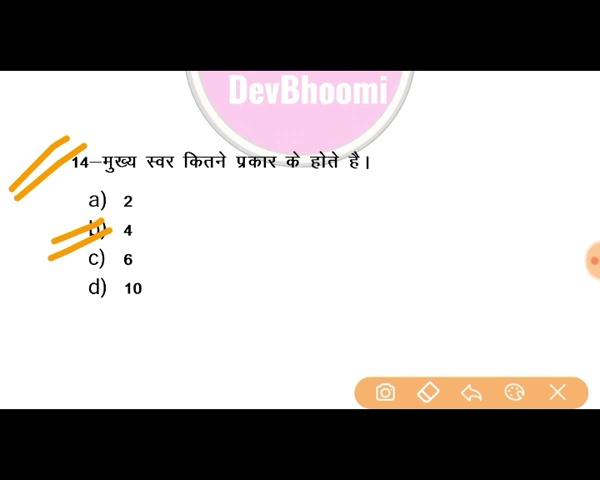 DevBhoomi
14–मुख्य स्वर कितने प्रकार के होते है।
a) 2
b) 4
c) 6
d) 10